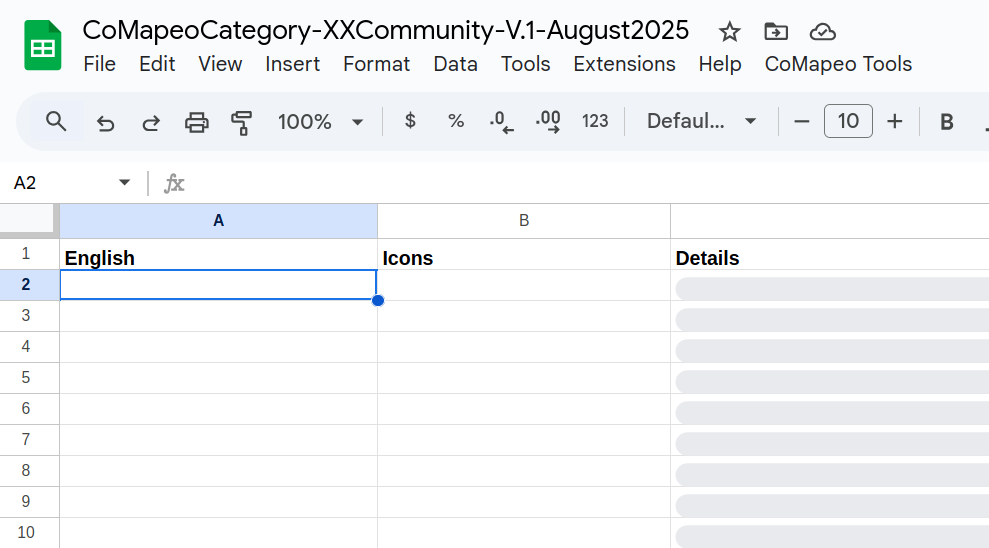 CoMapeoCategory-XXCommunity-V.1-August2025
File Edit View Insert Format Data Tools Extensions Help CoMapeo Tools
100% $ % .0 .00 123 Defaul... 10 B
A2 fx
A B
1 English Icons Details
2
3
4
5
6
7
8
9
10